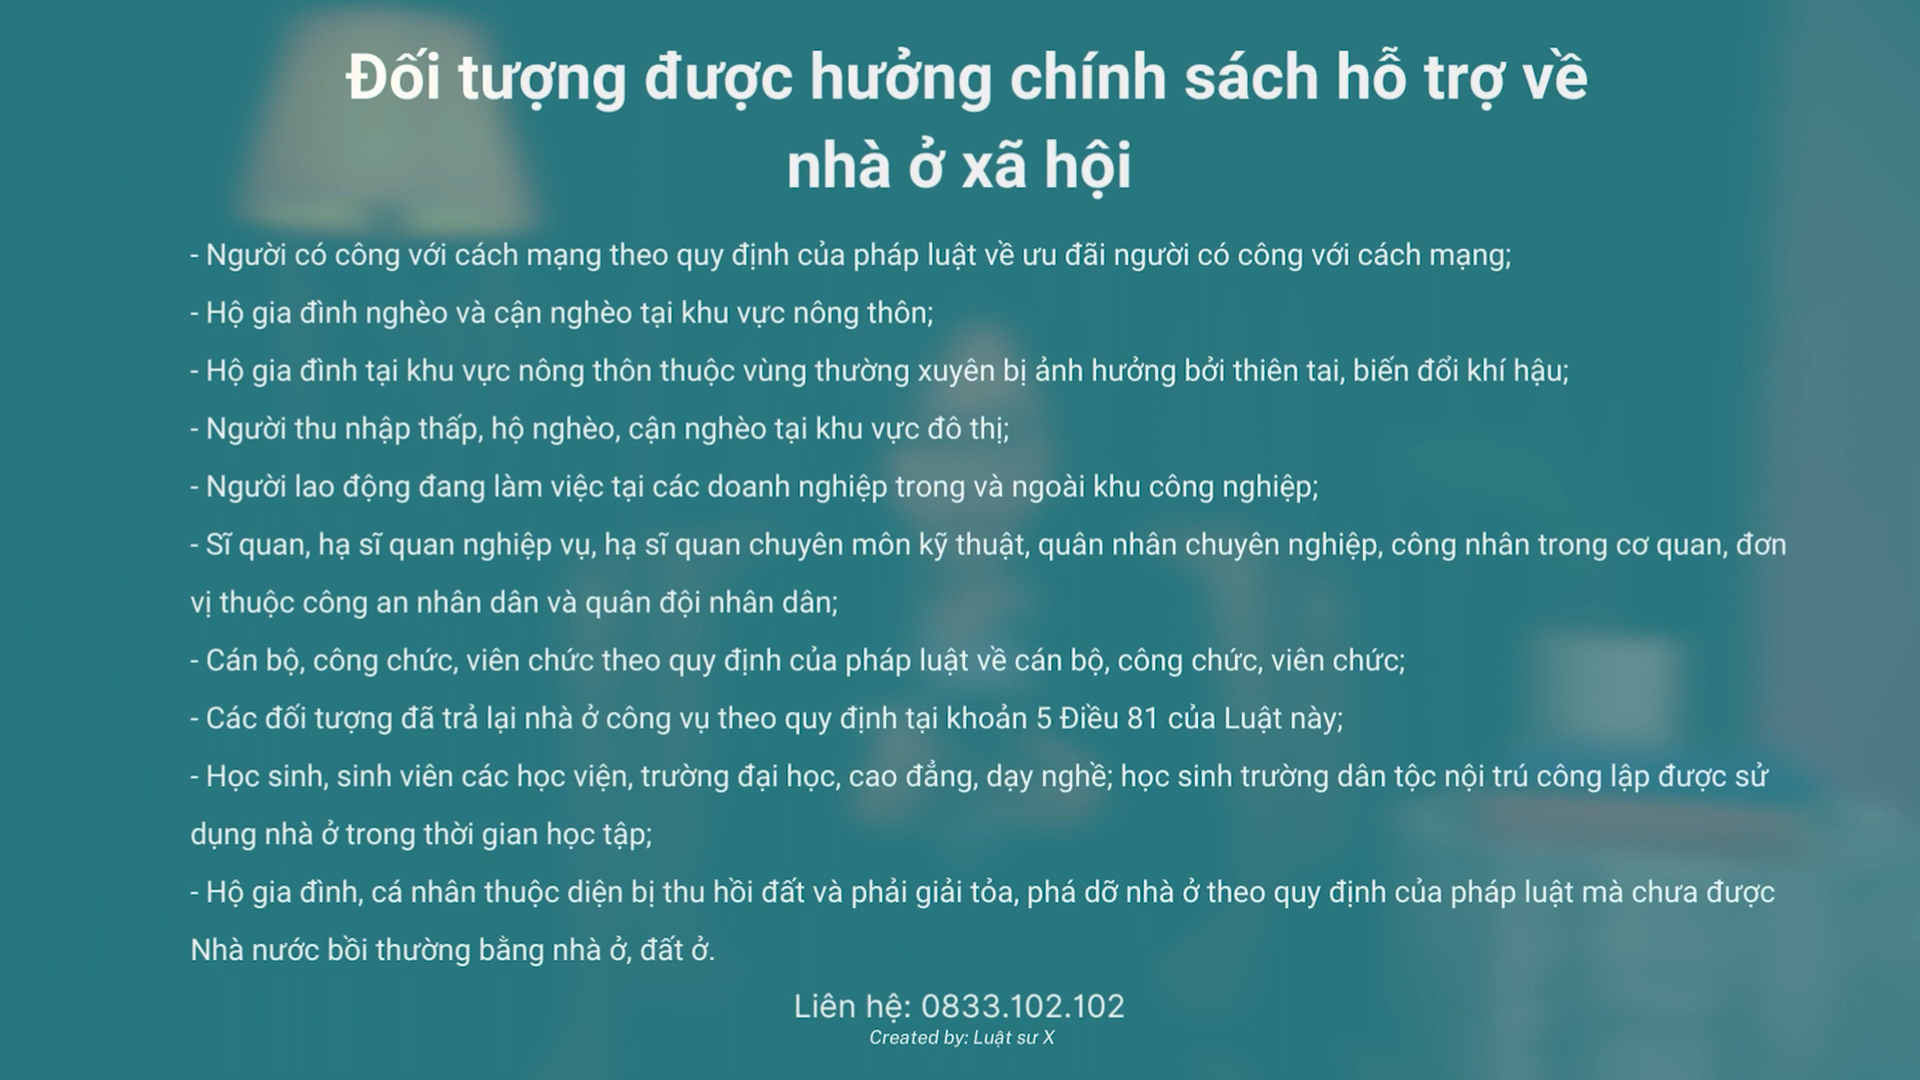 Đối tượng được hưởng chính sách hỗ trợ về
nhà ở xã hội
- Người có công với cách mạng theo quy định của pháp luật về ưu đãi người có công với cách mạng;
- Hộ gia đình nghèo và cận nghèo tại khu vực nông thôn;
- Hộ gia đình tại khu vực nông thôn thuộc vùng thường xuyên bị ảnh hưởng bởi thiên tai, biến đổi khí hậu;
- Người thu nhập thấp, hộ nghèo, cận nghèo tại khu vực đô thị;
- Người lao động đang làm việc tại các doanh nghiệp trong và ngoài khu công nghiệp;
- Sĩ quan, hạ sĩ quan nghiệp vụ, hạ sĩ quan chuyên môn kỹ thuật, quân nhân chuyên nghiệp, công nhân trong cơ quan, đơn
vị thuộc công an nhân dân và quân đội nhân dân;
- Cán bộ, công chức, viên chức theo quy định của pháp luật về cán bộ, công chức, viên chức;
- Các đối tượng đã trả lại nhà ở công vụ theo quy định tại khoản 5 Điều 81 của Luật này;
- Học sinh, sinh viên các học viện, trường đại học, cao đẳng, dạy nghề; học sinh trường dân tộc nội trú công lập được sử
dụng nhà ở trong thời gian học tập;
- Hộ gia đình, cá nhân thuộc diện bị thu hồi đất và phải giải tỏa, phá dỡ nhà ở theo quy định của pháp luật mà chưa được
Nhà nước bồi thường bằng nhà ở, đất ở.
Liên hệ: 0833.102.102
Created by: Luật sư X